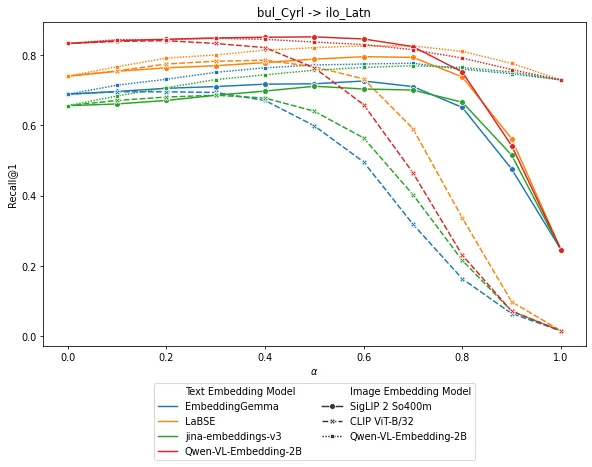 bul_Cyrl -> ilo_Latn
Recall@1
0.8
0.6
0.4
0.2
0.0
0.0 0.2 0.4 0.6 0.8 1.0
α
Text Embedding Model Image Embedding Model
EmbeddingGemma SigLIP 2 So400m
LaBSE CLIP ViT-B/32
jina-embeddings-v3 Qwen-VL-Embedding-2B
Qwen-VL-Embedding-2B